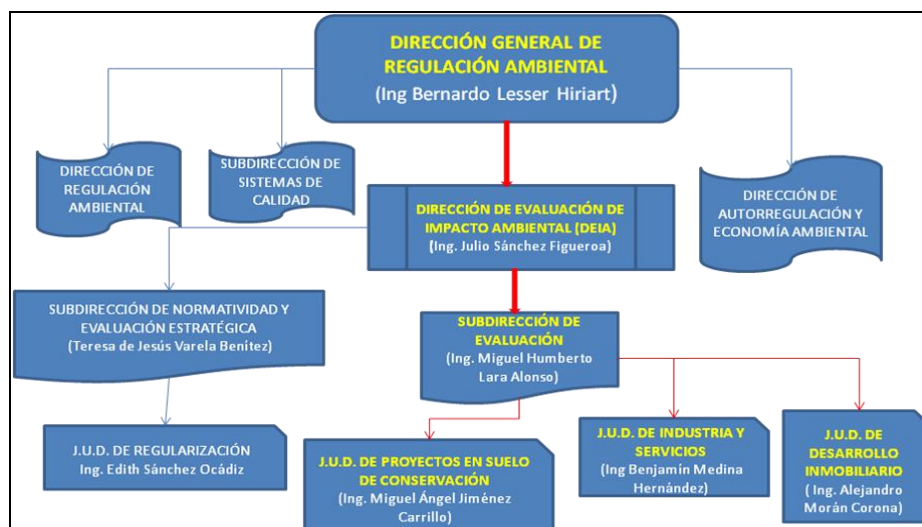 DIRECCIÓN GENERAL DE
REGULACIÓN AMBIENTAL
(Ing Bernardo Lesser Hiriart)
DIRECCIÓN DE
REGULACIÓN
AMBIENTAL
SUBDIRECCIÓN DE
SISTEMAS DE
CALIDAD
DIRECCIÓN DE
AUTORREGULACIÓN Y
ECONOMÍA AMBIENTAL
DIRECCIÓN DE EVALUACIÓN DE
IMPACTO AMBIENTAL (DEIA)
(Ing. Julio Sánchez Figueroa)
SUBDIRECCIÓN DE NORMATIVIDAD Y
EVALUACIÓN ESTRATÉGICA
(Teresa de Jesús Varela Benítez)
SUBDIRECCIÓN DE
EVALUACIÓN
(Ing. Miguel Humberto
Lara Alonso)
J.U.D. DE REGULARIZACIÓN
Ing. Edith Sánchez Ocádiz
J.U.D. DE PROYECTOS EN SUELO
DE CONSERVACIÓN
(Ing. Miguel Ángel Jiménez
Carrillo)
J.U.D. DE INDUSTRIA Y
SERVICIOS
(Ing Benjamín Medina
Hernández)
J.U.D. DE
DESARROLLO
INMOBILIARIO
( Ing. Alejandro
Morán Corona)